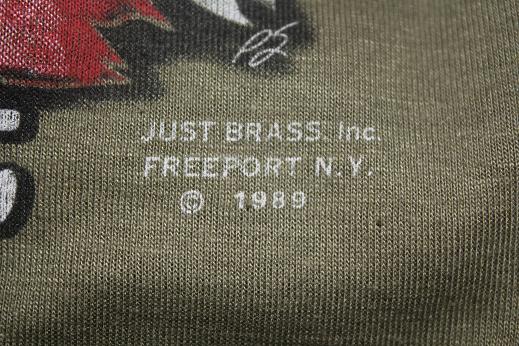 JUST BRASS. Inc.
FREEPORT N.Y.
© 1989